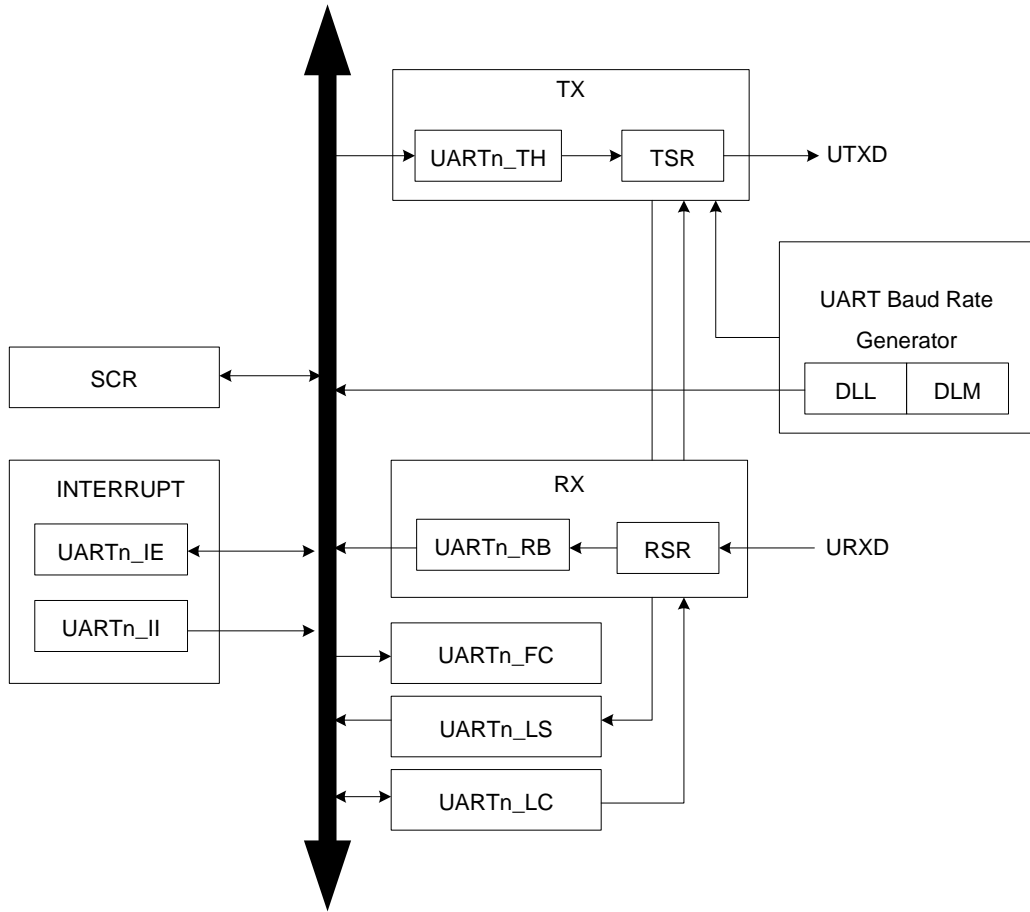 TX
UARTn_TH
TSR
UTXD
UART Baud Rate
Generator
DLL
DLM
SCR
INTERRUPT
UARTn_IE
UARTn_II
RX
UARTn_RB
RSR
URXD
UARTn_FC
UARTn_LS
UARTn_LC